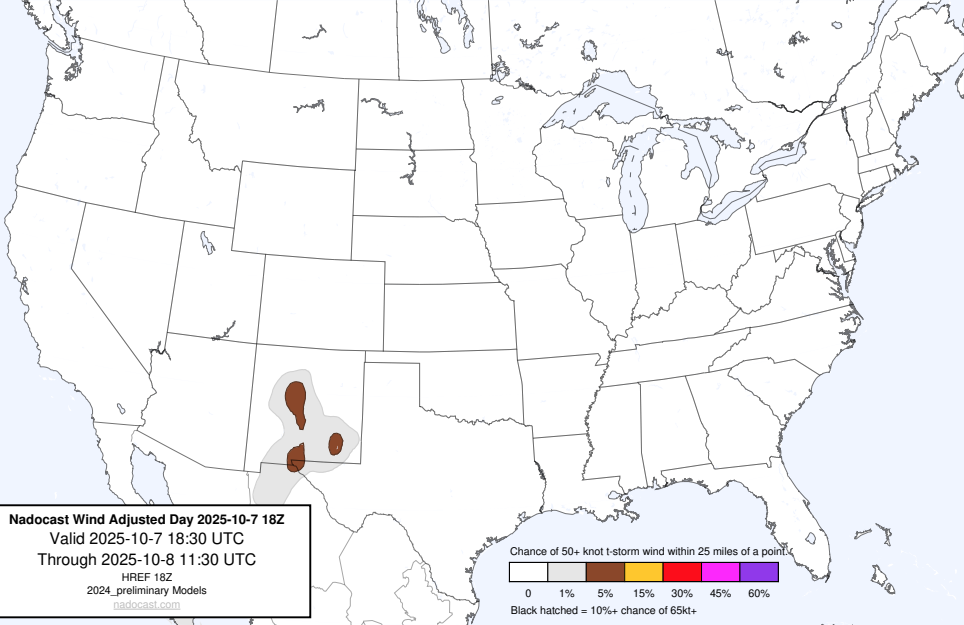 Nadocast Wind Adjusted Day 2025-10-7 18Z
Valid 2025-10-7 18:30 UTC
Through 2025-10-8 11:30 UTC
HREF 18Z
2024_preliminary Models
nadocast.com
Chance of 50+ knot t-storm wind within 25 miles of a point.
0 1% 5% 15% 30% 45% 60%
Black hatched = 10%+ chance of 65kt+